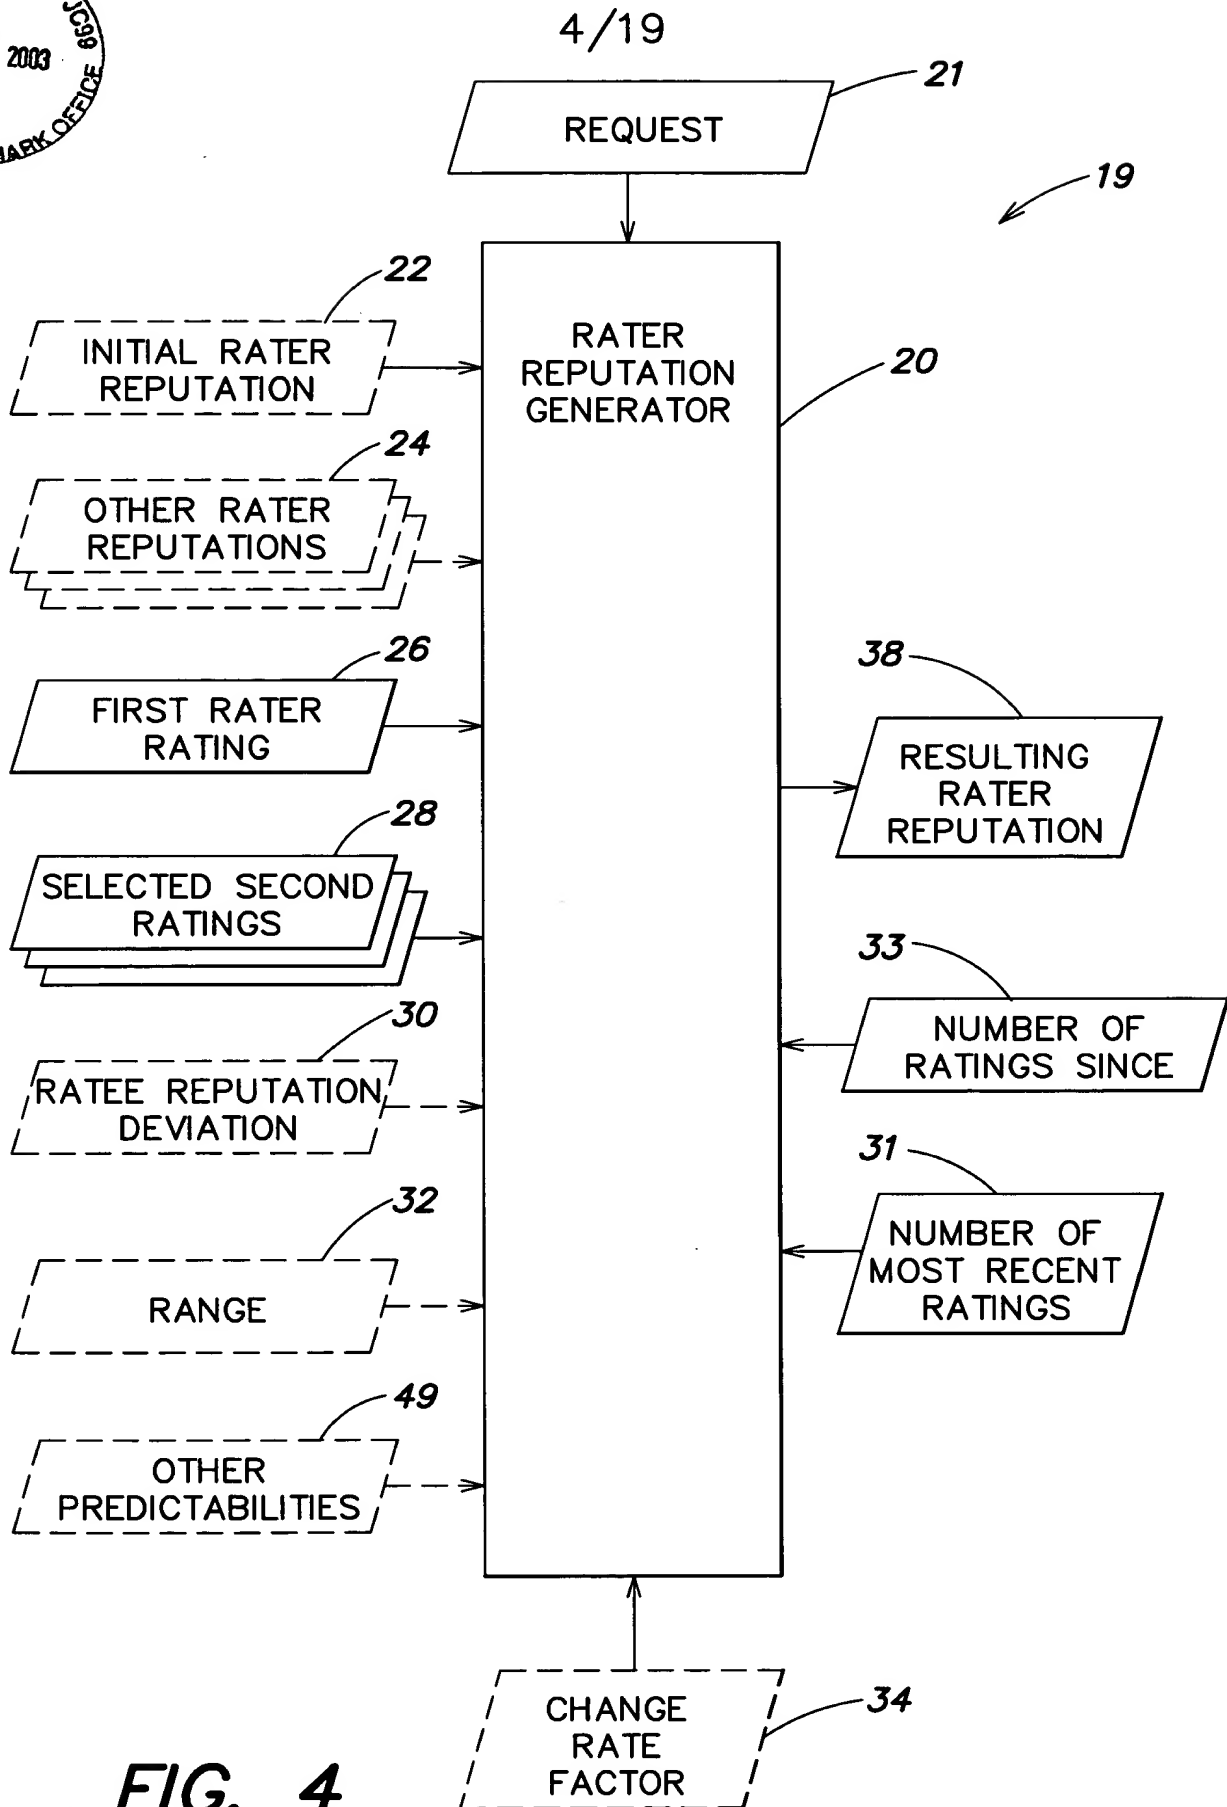 JC96
2003
MARK OFFICE
4/19
REQUEST
21
19
22
INITIAL RATER
REPUTATION
RATER
REPUTATION
GENERATOR
20
24
OTHER RATER
REPUTATIONS
26
FIRST RATER
RATING
38
RESULTING
RATER
REPUTATION
28
SELECTED SECOND
RATINGS
33
NUMBER OF
RATINGS SINCE
30
RATEE REPUTATION
DEVIATION
31
NUMBER OF
MOST RECENT
RATINGS
32
RANGE
49
OTHER
PREDICTABILITIES
34
CHANGE
RATE
FACTOR
FIG. 4